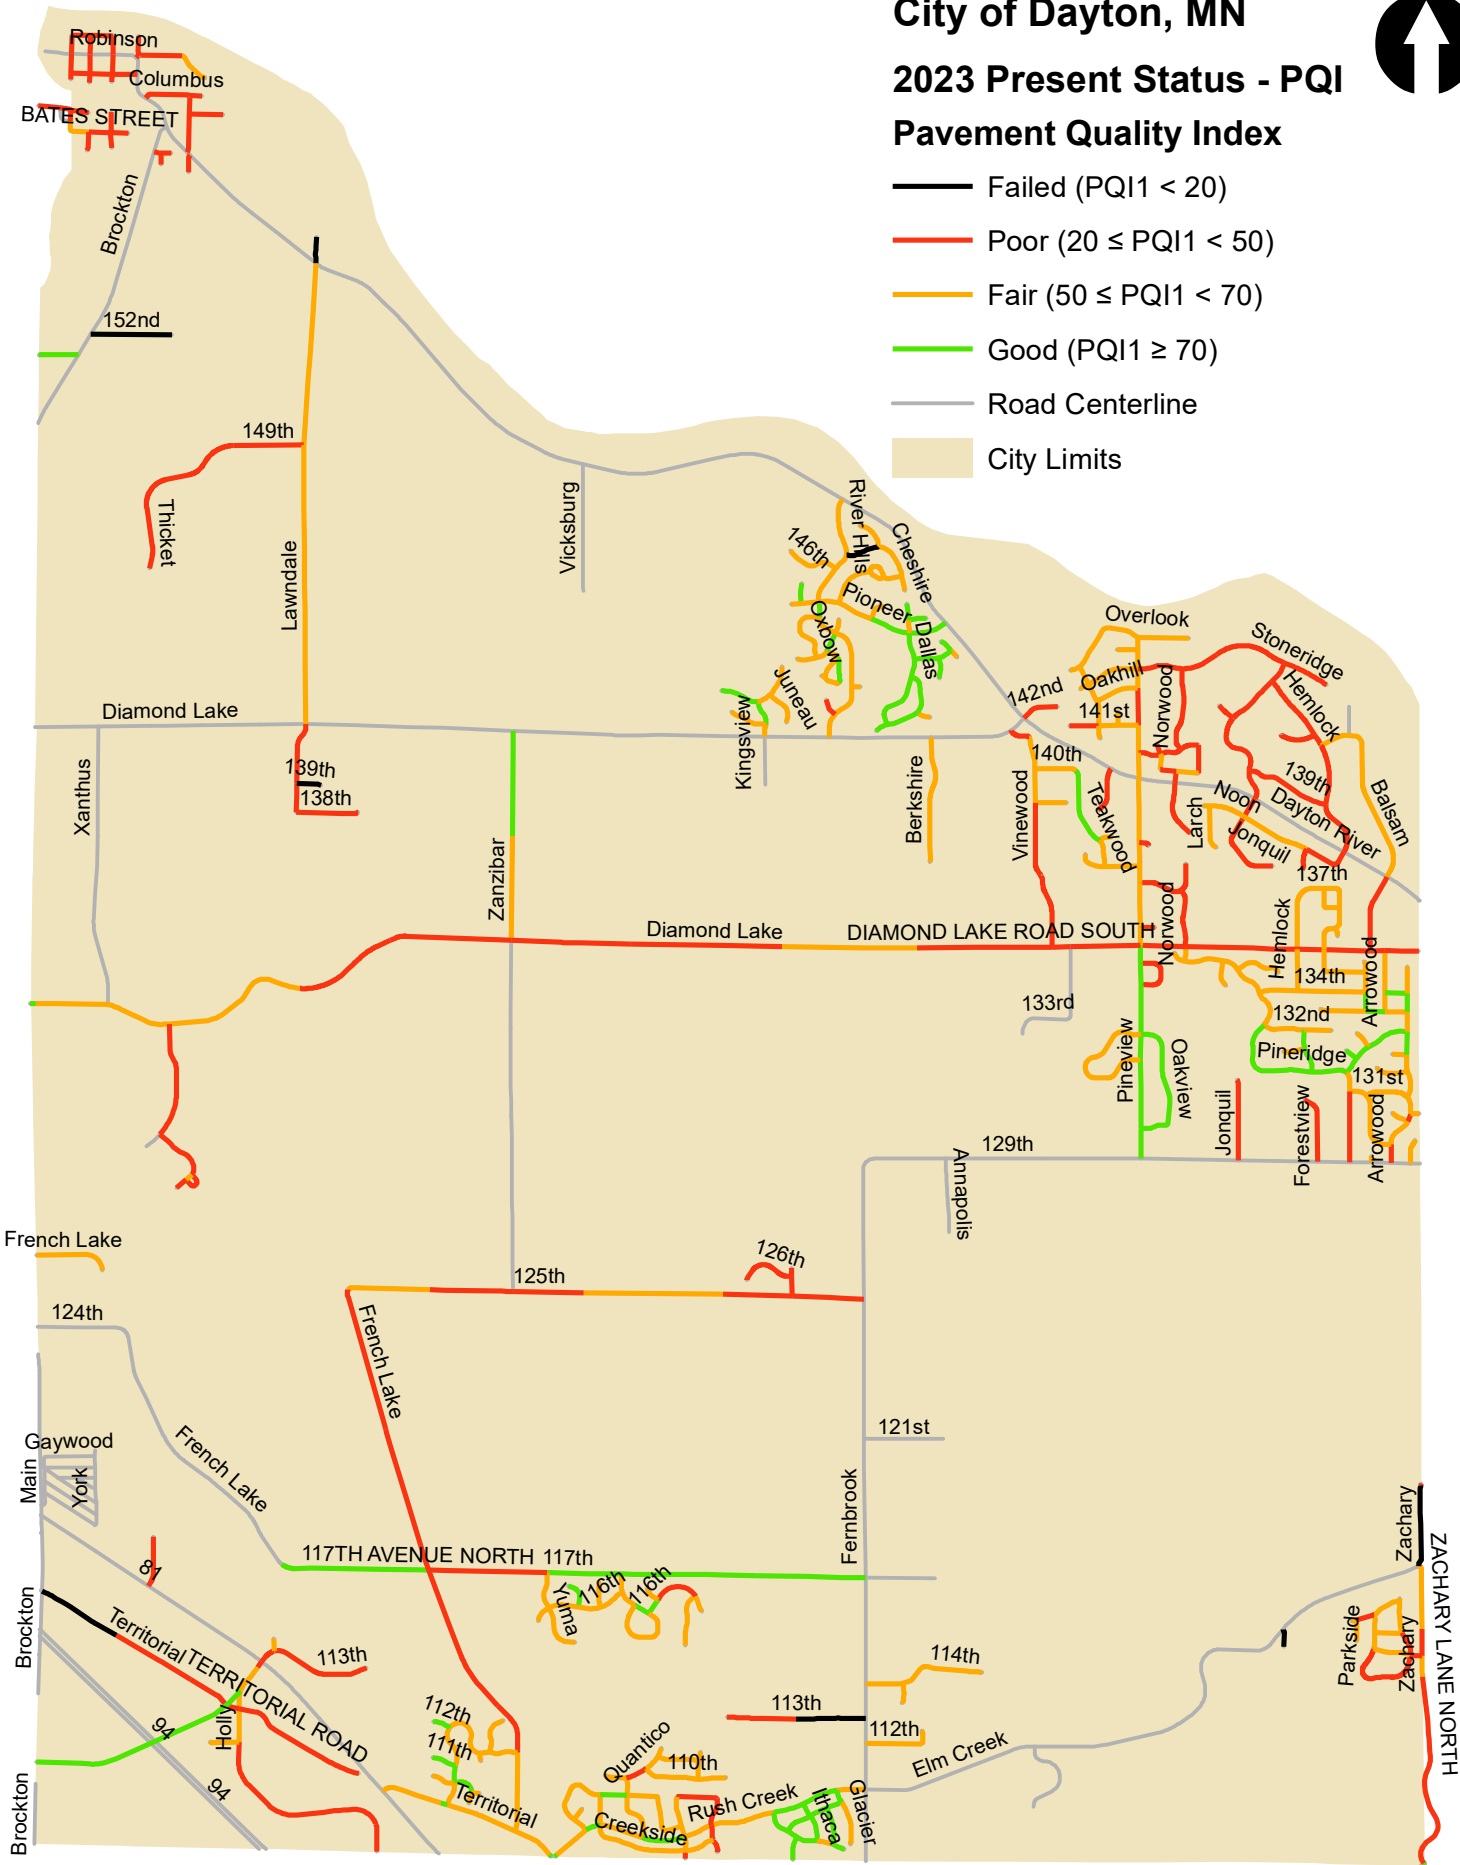 City of Dayton, MN
2023 Present Status - PQI
Pavement Quality Index
Failed (PQI1 < 20)
Poor (20 ≤ PQI1 < 50)
Fair (50 ≤ PQI1 < 70)
Good (PQI1 ≥ 70)
Road Centerline
City Limits
Robinson
Columbus
BATES STREET
Brockton
152nd
149th
Thicket
Lawndale
Vicksburg
River Hills
Cheshire
146th
Pioneer
Oxbow
Dallas
Juneau
Kingsview
Overlook
Stoneridge
Oakhill
Norwood
Hemlock
142nd
141st
Diamond Lake
Xanthus
139th
138th
Zanzibar
Berkshire
140th
Vinewood
Teakwood
Larch
Noon
139th
Dayton River
Balsam
Jonquil
137th
Diamond Lake
DIAMOND LAKE ROAD SOUTH
Norwood
Hemlock
134th
Arrowood
133rd
132nd
Pineview
Oakview
Pineridge
131st
Jonquil
Forestview
Arrowood
129th
Annapolis
French Lake
126th
125th
124th
French Lake
121st
Gaywood
Main
York
French Lake
Fernbrook
Zachary
117TH AVENUE NORTH
117th
116th
116th
Yuma
81
ZACHARY LANE NORTH
Brockton
Territorial
TERRITORIAL ROAD
113th
Parkside
Zachary
114th
113th
112th
112th
111th
Holly
94
94
Quantico
110th
Elm Creek
Territorial
Creekside
Rush Creek
Ithaca
Glacier
Brockton